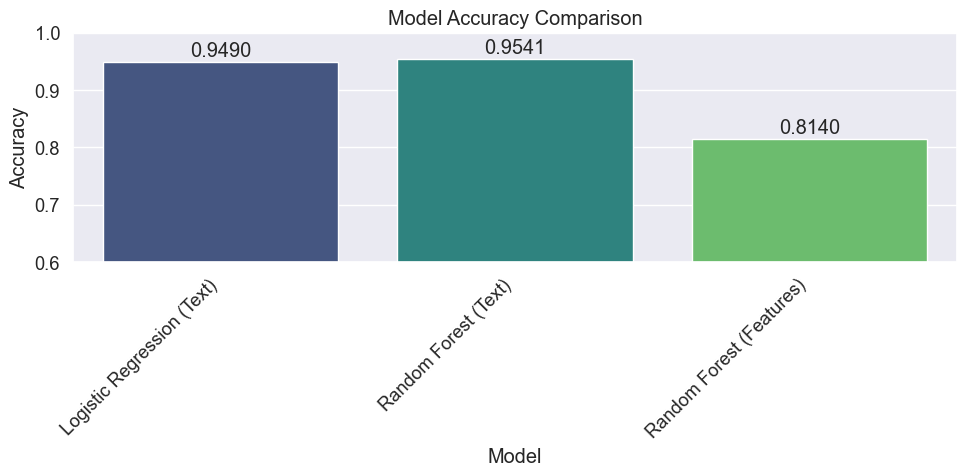 Model Accuracy Comparison
1.0
0.9
0.8
0.7
0.6
Accuracy
0.9490
0.9541
0.8140
Logistic Regression (Text)
Random Forest (Text)
Random Forest (Features)
Model